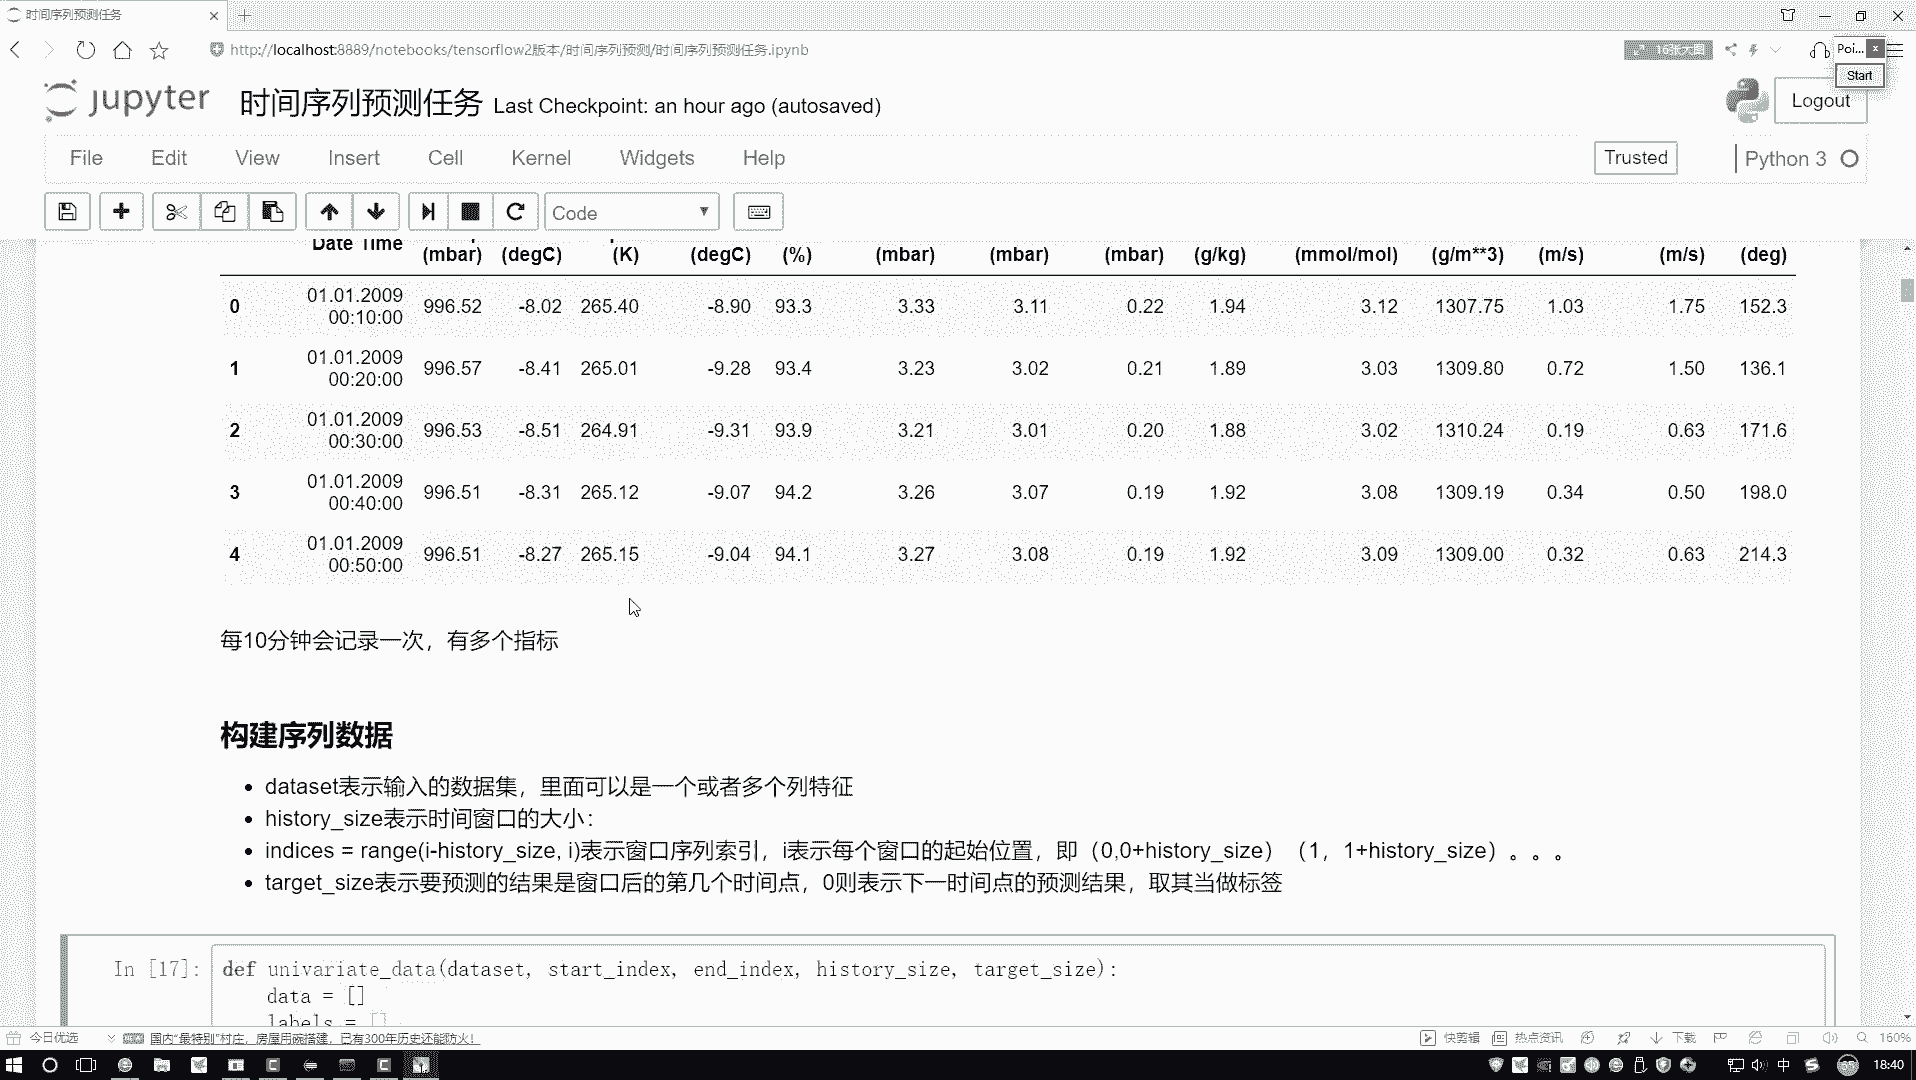 时间序列预测任务
http://localhost:8889/notebooks/tensorflow2版本/时间序列预测/时间序列预测任务.ipynb
16张大图
Poi...
Start
jupyter 时间序列预测任务 Last Checkpoint: an hour ago (autosaved)
Logout
File Edit View Insert Cell Kernel Widgets Help
Trusted
Python 3
Code
Date Time (mbar) (degC) (K) (degC) (%) (mbar) (mbar) (mbar) (g/kg) (mmol/mol) (g/m**3) (m/s) (m/s) (deg)
0 01.01.2009 00:10:00 996.52 -8.02 265.40 -8.90 93.3 3.33 3.11 0.22 1.94 3.12 1307.75 1.03 1.75 152.3
1 01.01.2009 00:20:00 996.57 -8.41 265.01 -9.28 93.4 3.23 3.02 0.21 1.89 3.03 1309.80 0.72 1.50 136.1
2 01.01.2009 00:30:00 996.53 -8.51 264.91 -9.31 93.9 3.21 3.01 0.20 1.88 3.02 1310.24 0.19 0.63 171.6
3 01.01.2009 00:40:00 996.51 -8.31 265.12 -9.07 94.2 3.26 3.07 0.19 1.92 3.08 1309.19 0.34 0.50 198.0
4 01.01.2009 00:50:00 996.51 -8.27 265.15 -9.04 94.1 3.27 3.08 0.19 1.92 3.09 1309.00 0.32 0.63 214.3
每10分钟会记录一次，有多个指标
构建序列数据
dataset表示输入的数据集，里面可以是一个或者多个列特征
history_size表示时间窗口的大小：
indices = range(i-history_size, i)表示窗口序列索引，i表示每个窗口的起始位置，即（0,0+history_size）（1，1+history_size）。。。
target_size表示要预测的结果是窗口后的第几个时间点，0则表示下一时间点的预测结果，取其当做标签
In [17]: def univariate_data(dataset, start_index, end_index, history_size, target_size):
data = []
labels = []
今日优选
国内“最特别”村庄，房屋用碗搭建，已有300年历史还能防火！
快剪辑
热点资讯
下载
160%
中
18:40